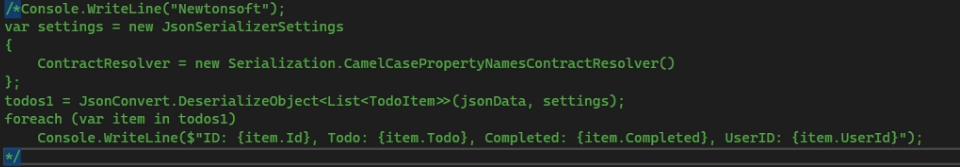 /*Console.WriteLine("Newtonsoft");
var settings = new JsonSerializerSettings
{
    ContractResolver = new Serialization.CamelCasePropertyNamesContractResolver()
};
todos1 = JsonConvert.DeserializeObject<List<TodoItem>>(jsonData, settings);
foreach (var item in todos1)
    Console.WriteLine($"ID: {item.Id}, Todo: {item.Todo}, Completed: {item.Completed}, UserID: {item.UserId}");
*/